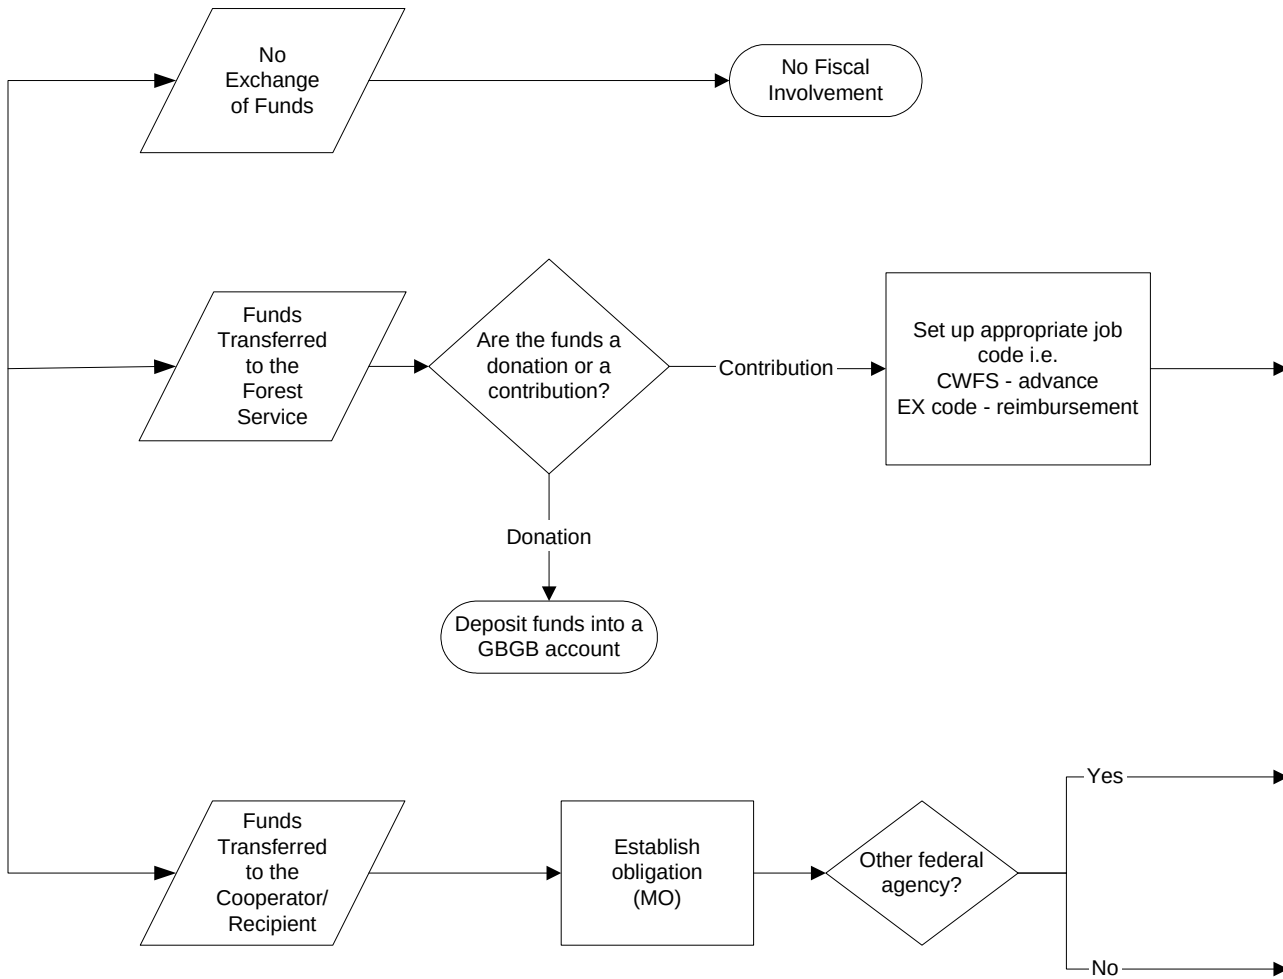 No
Exchange
of Funds
No Fiscal
Involvement
Funds
Transferred
to the
Forest
Service
Are the funds a
donation or a
contribution?
Contribution
Set up appropriate job
code i.e.
CWFS - advance
EX code - reimbursement
Donation
Deposit funds into a
GBGB account
Funds
Transferred
to the
Cooperator/
Recipient
Establish
obligation
(MO)
Other federal
agency?
Yes
No